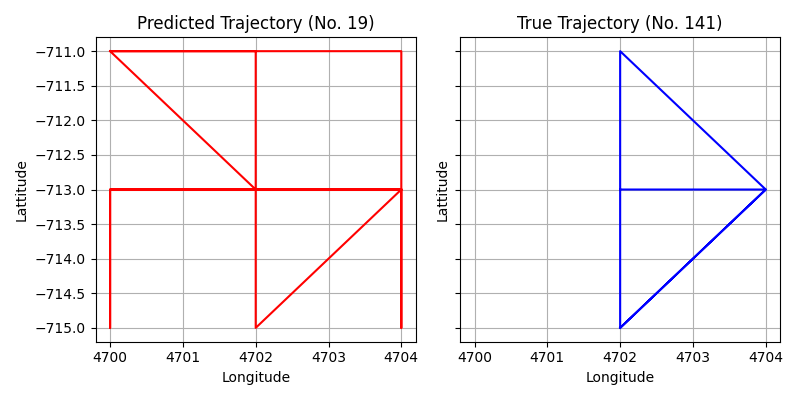 Predicted Trajectory (No. 19)
True Trajectory (No. 141)
−711.0
−711.5
−712.0
−712.5
−713.0
−713.5
−714.0
−714.5
−715.0
Lattitude
Lattitude
4700 4701 4702 4703 4704
4700 4701 4702 4703 4704
Longitude
Longitude